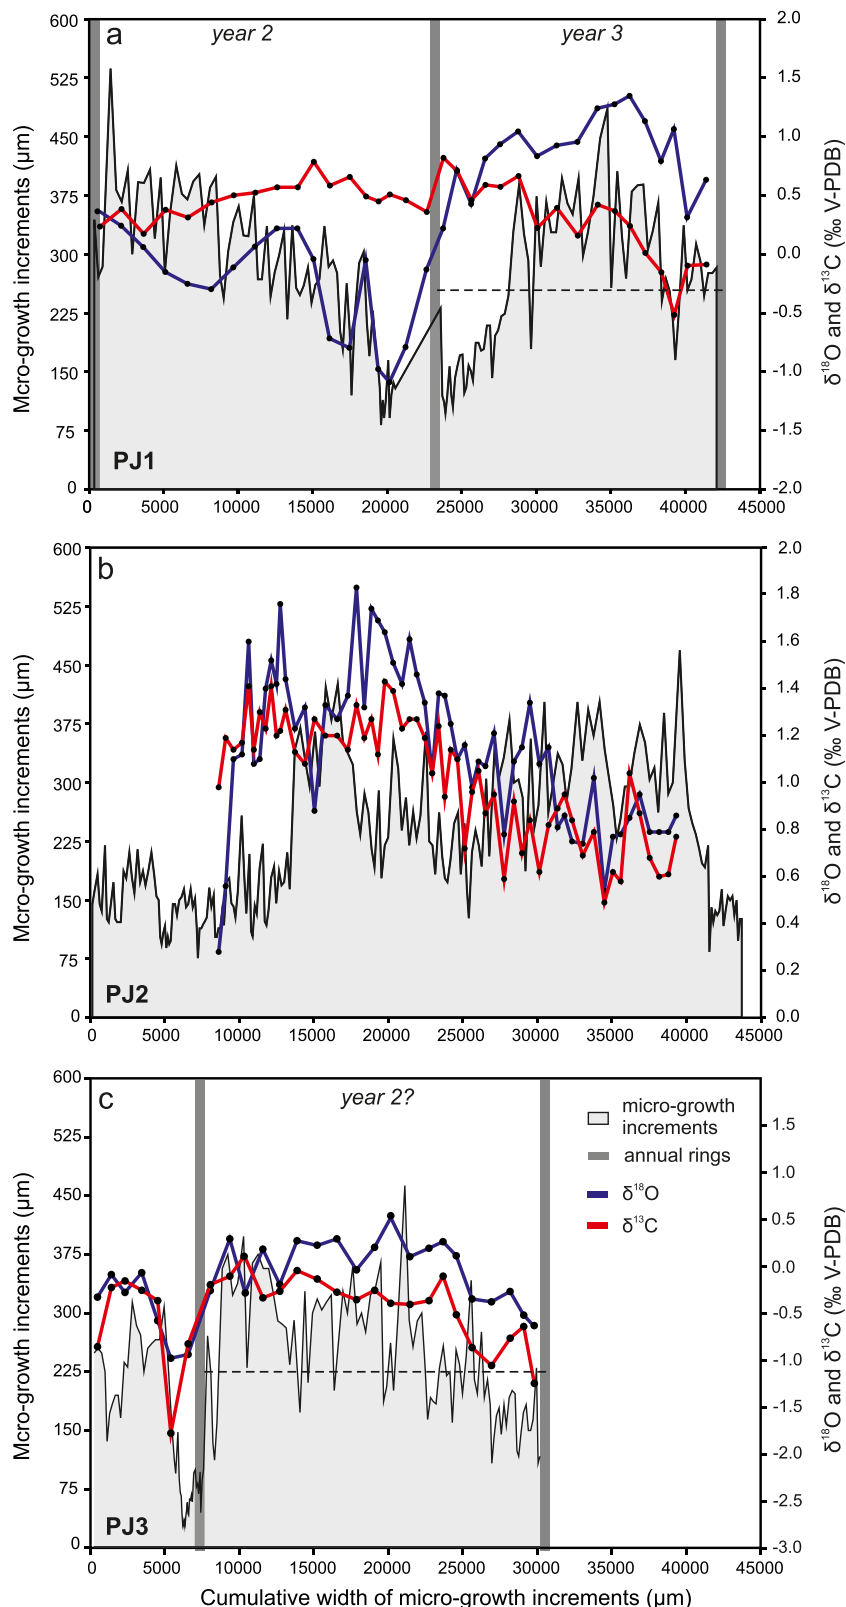 a
year 2
year 3
600
525
450
375
300
225
150
75
0
Mcro-growth increments (µm)
2.0
1.5
1.0
0.5
0.0
-0.5
-1.0
-1.5
-2.0
δ¹⁸O and δ¹³C (‰ V-PDB)
PJ1
0 5000 10000 15000 20000 25000 30000 35000 40000 45000
b
600
525
450
375
300
225
150
75
0
Mcro-growth increments (µm)
2.0
1.8
1.6
1.4
1.2
1.0
0.8
0.6
0.4
0.2
0.0
δ¹⁸O and δ¹³C (‰ V-PDB)
PJ2
0 5000 10000 15000 20000 25000 30000 35000 40000 45000
c
year 2?
600
525
450
375
300
225
150
75
0
Mcro-growth increments (µm)
micro-growth
increments
annual rings
δ¹⁸O
δ¹³C
1.5
1.0
0.5
0.0
-0.5
-1.0
-1.5
-2.0
-2.5
-3.0
δ¹⁸O and δ¹³C (‰ V-PDB)
PJ3
0 5000 10000 15000 20000 25000 30000 35000 40000 45000
Cumulative width of micro-growth increments (µm)